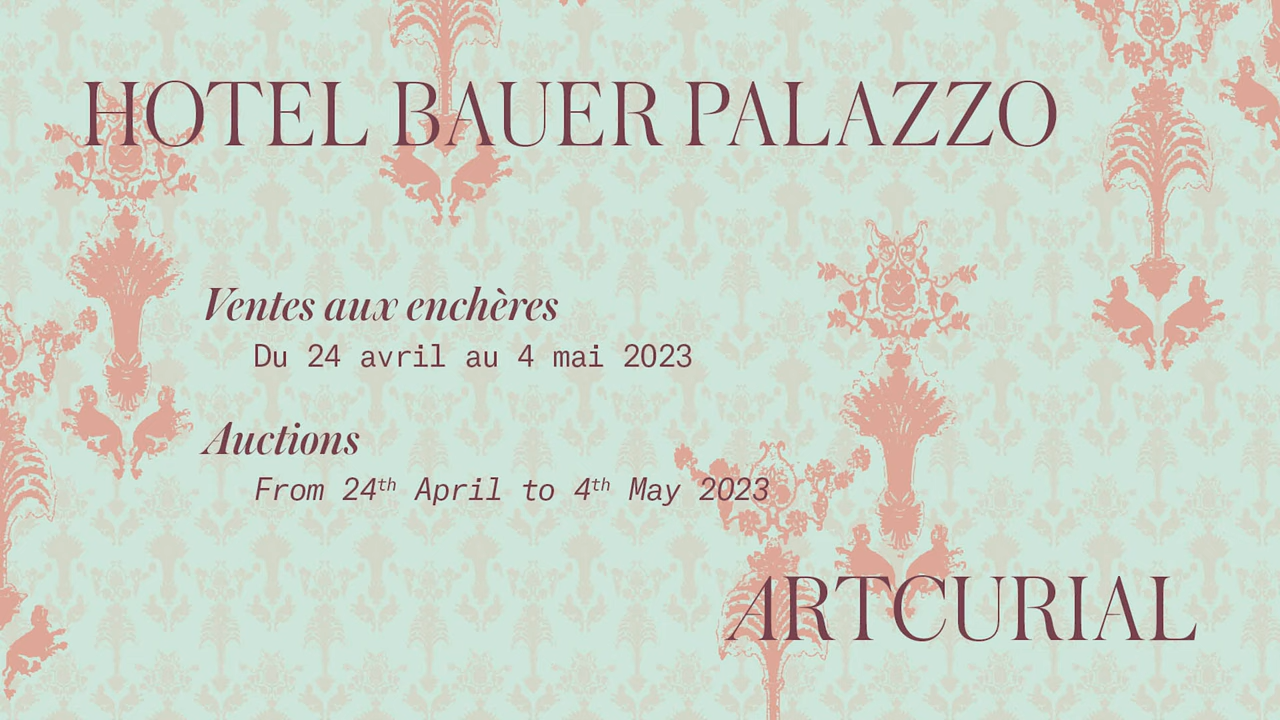 HOTEL BAUER PALAZZO
Ventes aux enchères
Du 24 avril au 4 mai 2023
Auctions
From 24th April to 4th May 2023
ARTCURIAL